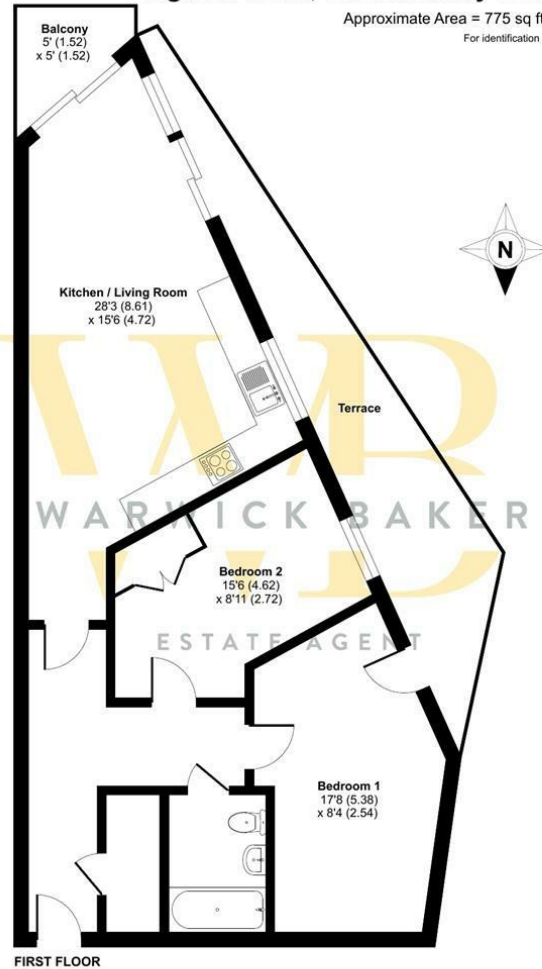 Approximate Area = 775 sq ft
For identification
Balcony
5' (1.52)
x 5' (1.52)
N
Kitchen / Living Room
28'3 (8.61)
x 15'6 (4.72)
Terrace
WB
WARWICK BAKER
Bedroom 2
15'6 (4.62)
x 8'11 (2.72)
ESTATE AGENT
Bedroom 1
17'8 (5.38)
x 8'4 (2.54)
FIRST FLOOR